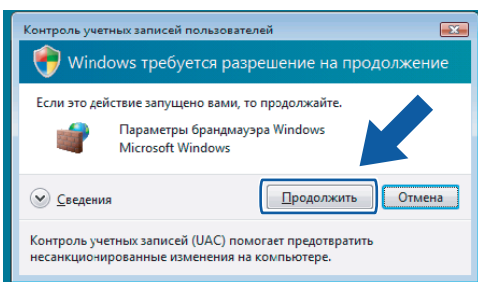 Контроль учетных записей пользователей
Windows требуется разрешение на продолжение
Если это действие запущено вами, то продолжайте.
Параметры брандмауэра Windows
Microsoft Windows
Сведения
Продолжить
Отмена
Контроль учетных записей (UAC) помогает предотвратить
несанкционированные изменения на компьютере.